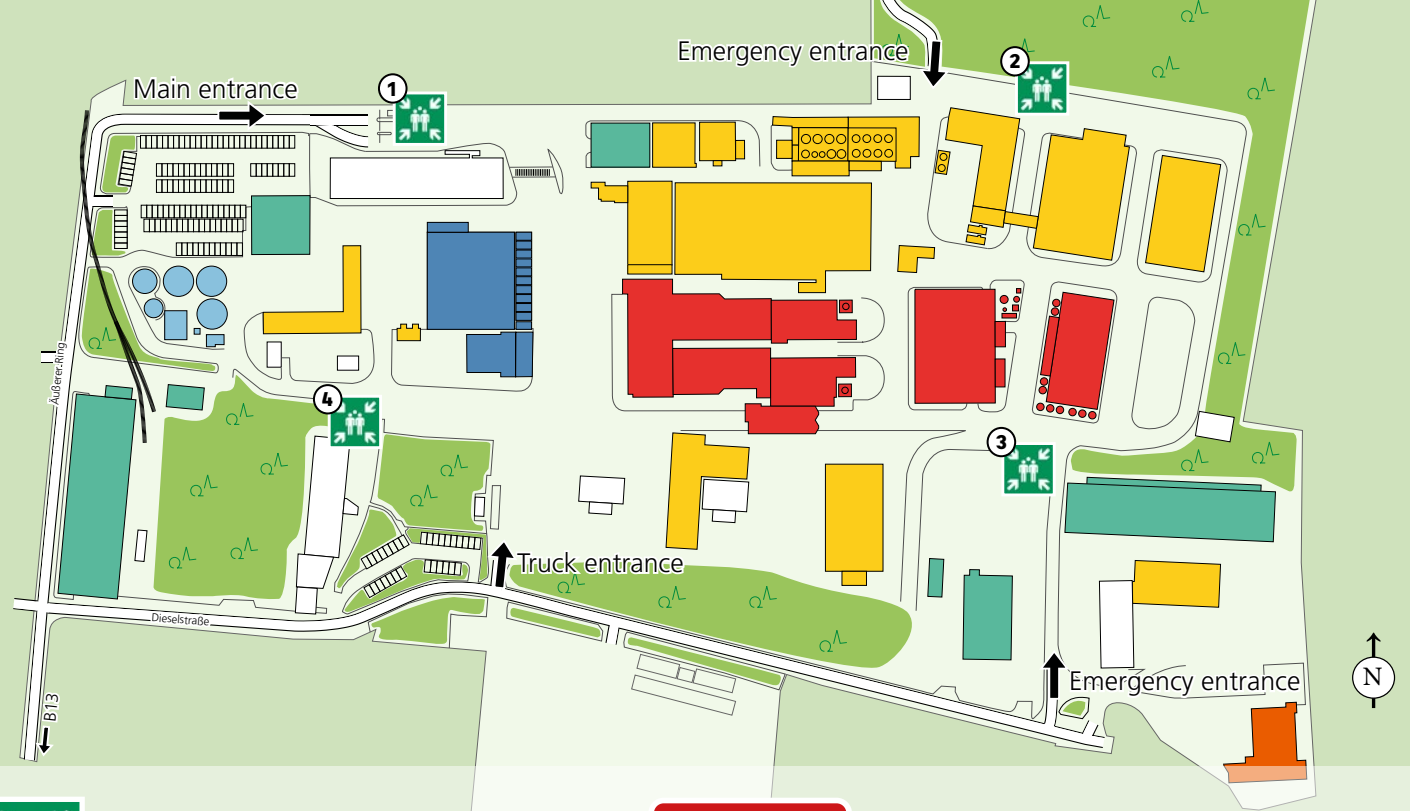 Emergency entrance
2
Main entrance
1
Äußerer.Ring
4
3
Truck entrance
Dieselstraße
Emergency entrance
N
B13